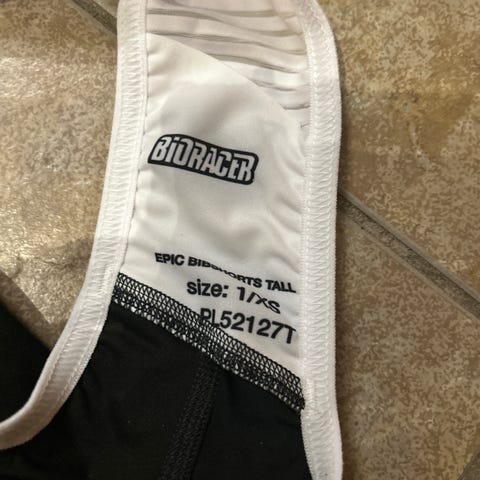 BIORACER
EPIC BIBSHORTS TALL
size: 1/XS
PL52127T